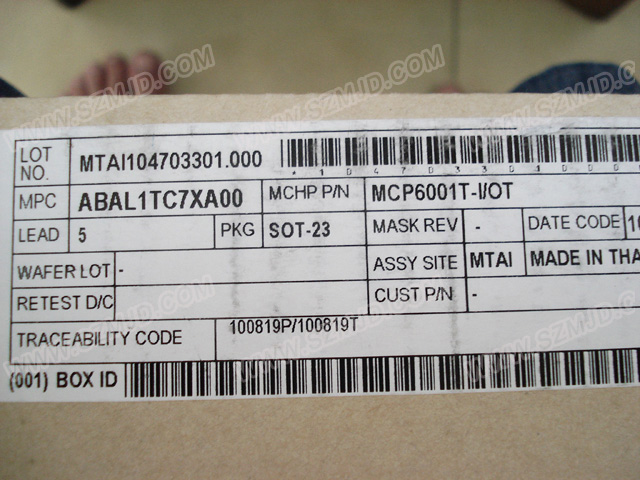 LOT NO. MTAI104703301.000
MPC ABAL1TC7XA00 MCHP P/N MCP6001T-I/OT
LEAD 5 PKG SOT-23 MASK REV - DATE CODE 10
WAFER LOT - ASSY SITE MTAI MADE IN THA
RETEST D/C CUST P/N -
TRACEABILITY CODE 100819P/100819T
(001) BOX ID
WWW.SZMJD.COM